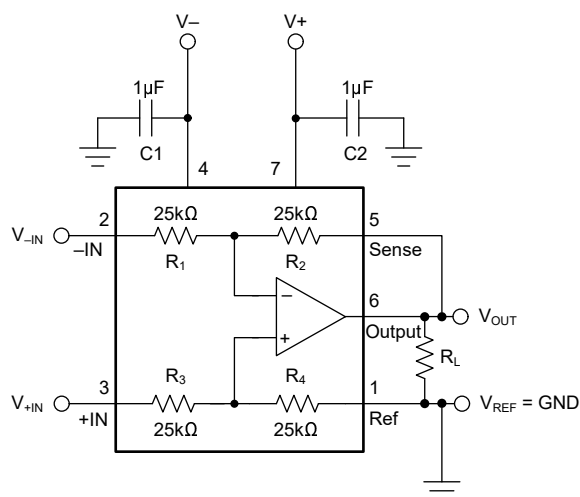 V– V+
1µF 1µF
C1 C2
4 7
2 25kΩ 25kΩ 5
V–IN –IN R1 R2 Sense
– 6
Output VOUT
+ RL
3 R3 R4 1
V+IN +IN 25kΩ 25kΩ Ref VREF = GND